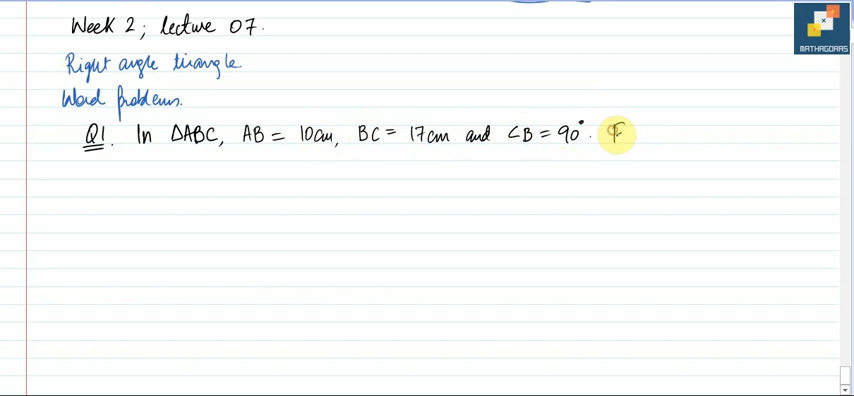 Week 2; lecture 07.
MATHAGORAS
Right angle triangle.
Word problems.
Q1. In ΔABC, AB = 10cm, BC = 17cm and ∠B = 90°. F